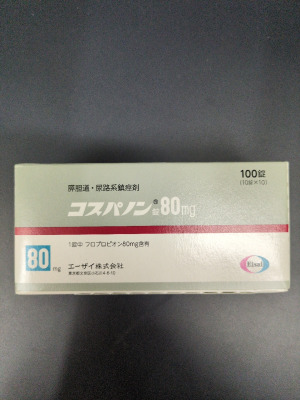 膵胆道・尿路系鎮痙剤
100錠
(10錠×10)
コスパノン錠80mg
1錠中 フロプロピオン80mg含有
80mg
エーザイ株式会社
Eisai